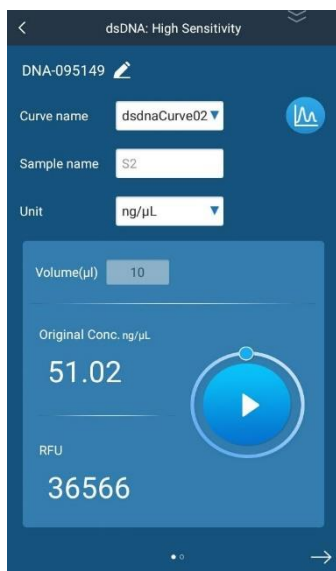 dsDNA: High Sensitivity
DNA-095149
Curve name dsdnaCurve02
Sample name S2
Unit ng/µL
Volume(µl) 10
Original Conc. ng/µL
51.02
RFU
36566